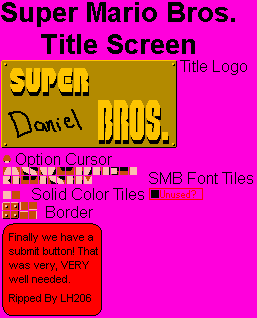 Super Mario Bros.
Title Screen
Title Logo
SUPER
Daniel
BROS.
Option Cursor
SMB Font Tiles
Solid Color Tiles
Unused?
Border
Finally we have a
submit button! That
was very, VERY
well needed.
Ripped By LH206